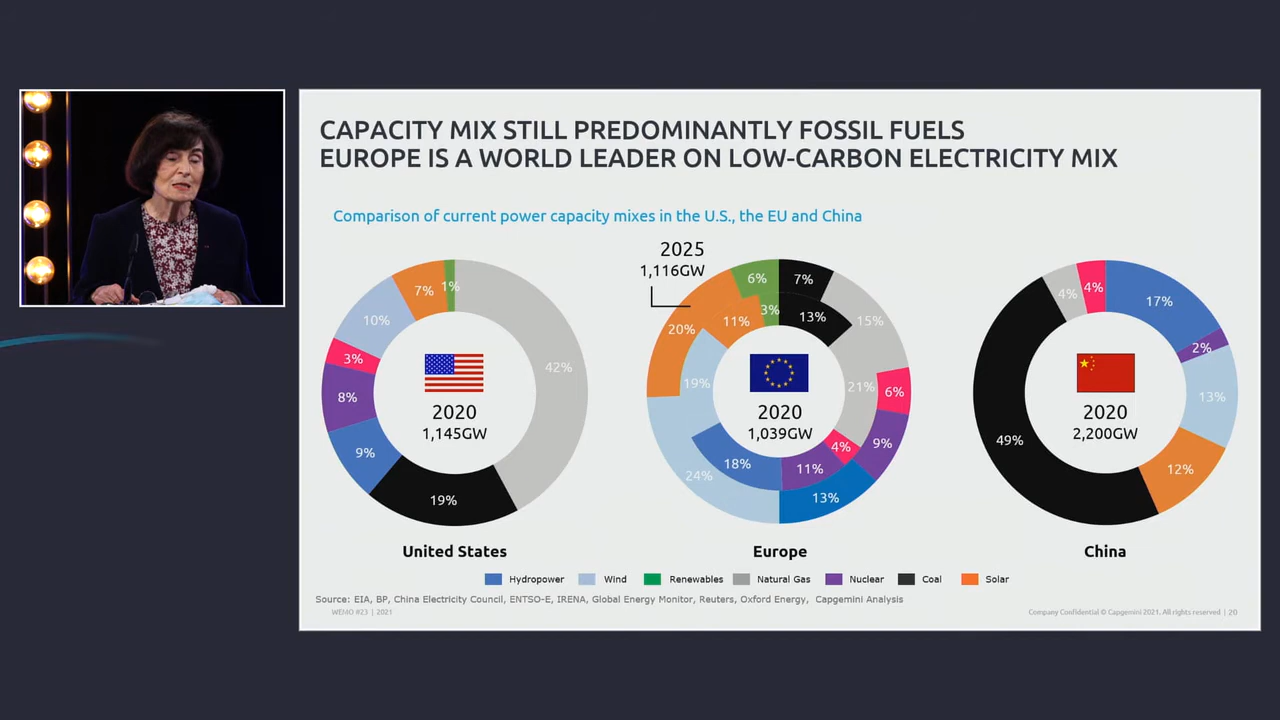 CAPACITY MIX STILL PREDOMINANTLY FOSSIL FUELS
EUROPE IS A WORLD LEADER ON LOW-CARBON ELECTRICITY MIX
Comparison of current power capacity mixes in the U.S., the EU and China
1%
7%
10%
3%
8%
9%
19%
42%
2020
1,145GW
United States
2025
1,116GW
6%
7%
15%
6%
9%
13%
24%
20%
3%
13%
21%
4%
11%
18%
19%
11%
2020
1,039GW
Europe
4%
4%
17%
2%
13%
12%
49%
2020
2,200GW
China
Hydropower
Wind
Renewables
Natural Gas
Nuclear
Coal
Solar
Source: EIA, BP, China Electricity Council, ENTSO-E, IRENA, Global Energy Monitor, Reuters, Oxford Energy, Capgemini Analysis
WEMO #23 | 2021
Company Confidential © Capgemini 2021. All rights reserved | 20